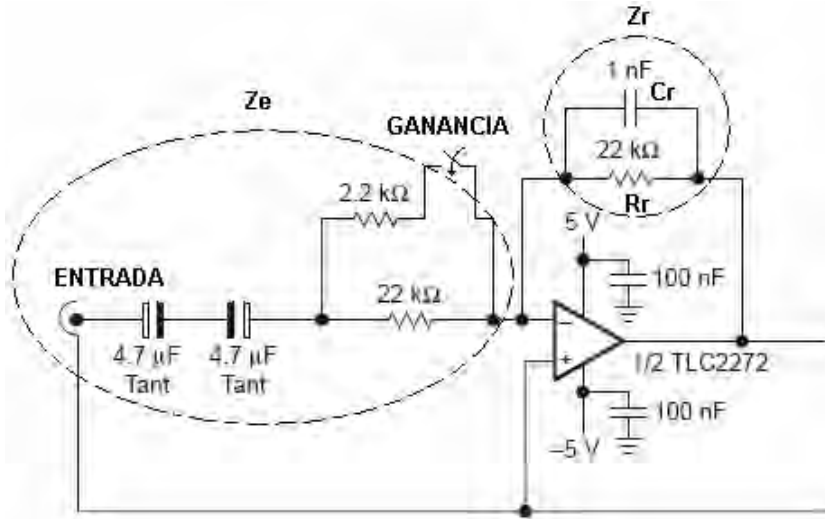 Zr
1 nF
Cr
Ze
GANANCIA
22 kΩ
2.2 kΩ
Rr
5 V
ENTRADA
100 nF
22 kΩ
4.7 µF
Tant
4.7 µF
Tant
−
+
1/2 TLC2272
100 nF
–5 V